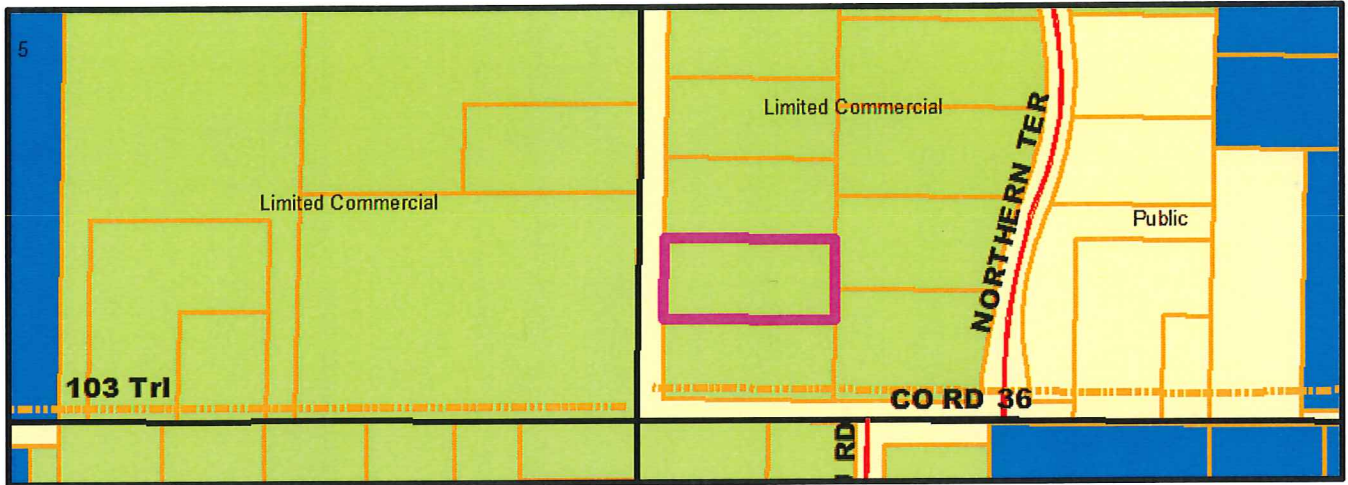 5
Limited Commercial
Limited Commercial
NORTHERN TER
Public
103 Trl
CO RD 36
RD